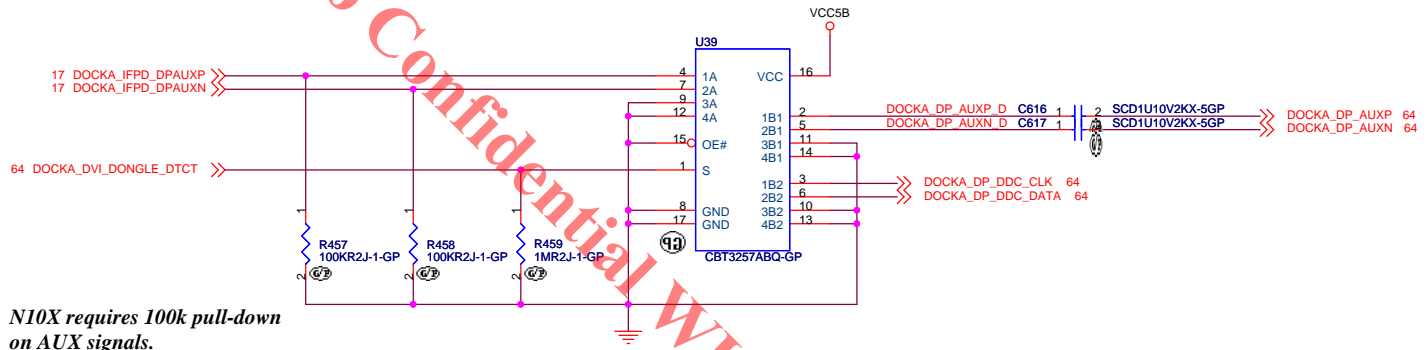 VCC5B
U39
17 DOCKA_IFPD_DPAUXP
17 DOCKA_IFPD_DPAUXN
64 DOCKA_DVI_DONGLE_DTCT
4 1A VCC 16
7 2A
9 3A
12 4A
15 OE#
1 S
8 GND
17 GND
1B1 2
2B1 5
3B1 11
4B1 14
1B2 3
2B2 6
3B2 10
4B2 13
CBT3257ABQ-GP
DOCKA_DP_AUXP_D C616 1 2 SCD1U10V2KX-5GP
DOCKA_DP_AUXN_D C617 1 SCD1U10V2KX-5GP
DOCKA_DP_AUXP 64
DOCKA_DP_AUXN 64
DOCKA_DP_DDC_CLK 64
DOCKA_DP_DDC_DATA 64
1 R457 100KR2J-1-GP 2
1 R458 100KR2J-1-GP 2
1 R459 1MR2J-1-GP 2
GP
N10X requires 100k pull-down
on AUX signals.
Confidential